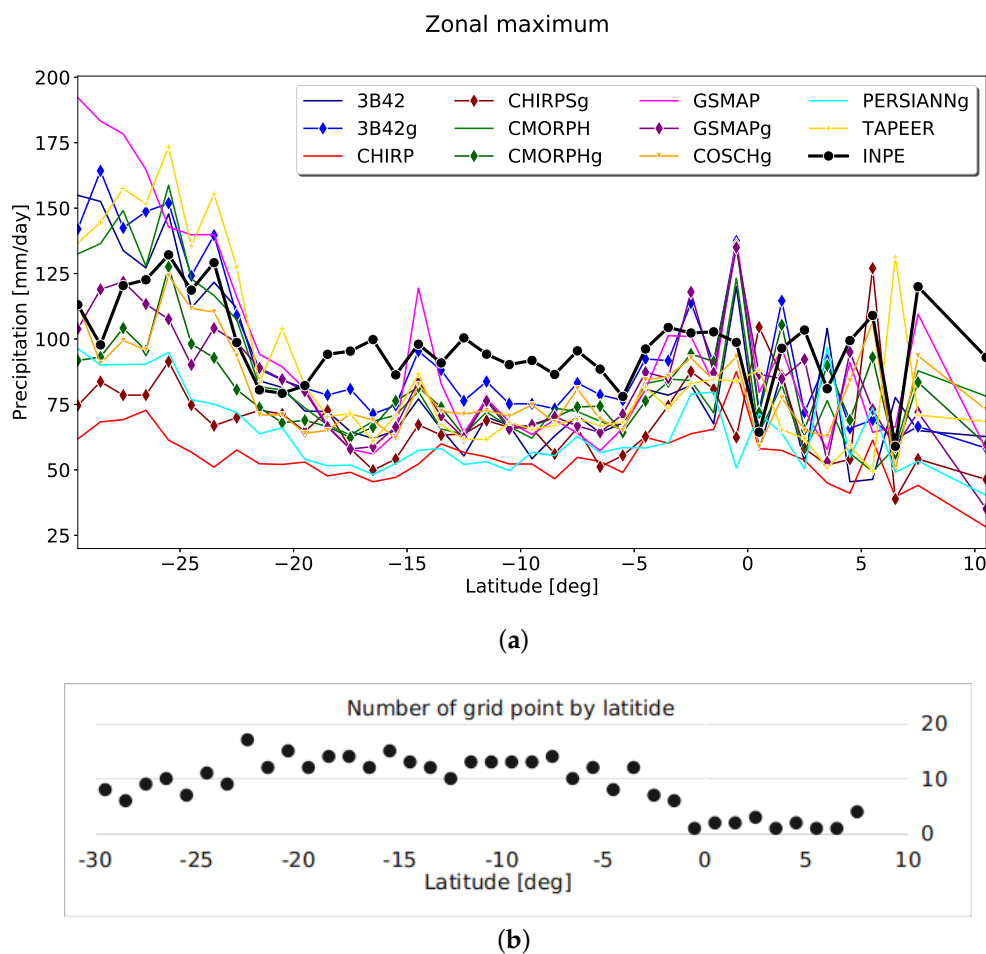 Zonal maximum
200
175
150
125
100
75
50
25
Precipitation [mm/day]
3B42 CHIRPSg GSMAP PERSIANNg
3B42g CMORPH GSMAPg TAPEER
CHIRP CMORPHg COSCHg INPE
−25 −20 −15 −10 −5 0 5 10
Latitude [deg]
(a)
Number of grid point by latitide
20
10
0
-30 -25 -20 -15 -10 -5 0 5 10
Latitude [deg]
(b)